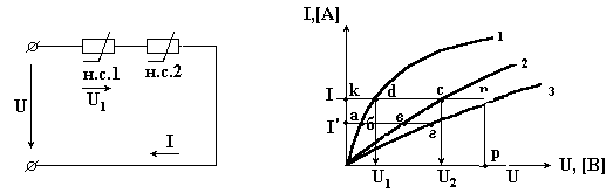 н.с.1
н.с.2
U₁
U
I
I,[A]
1
2
3
I k d c n
I' a б в г
p
U₁ U₂ U U, [В]